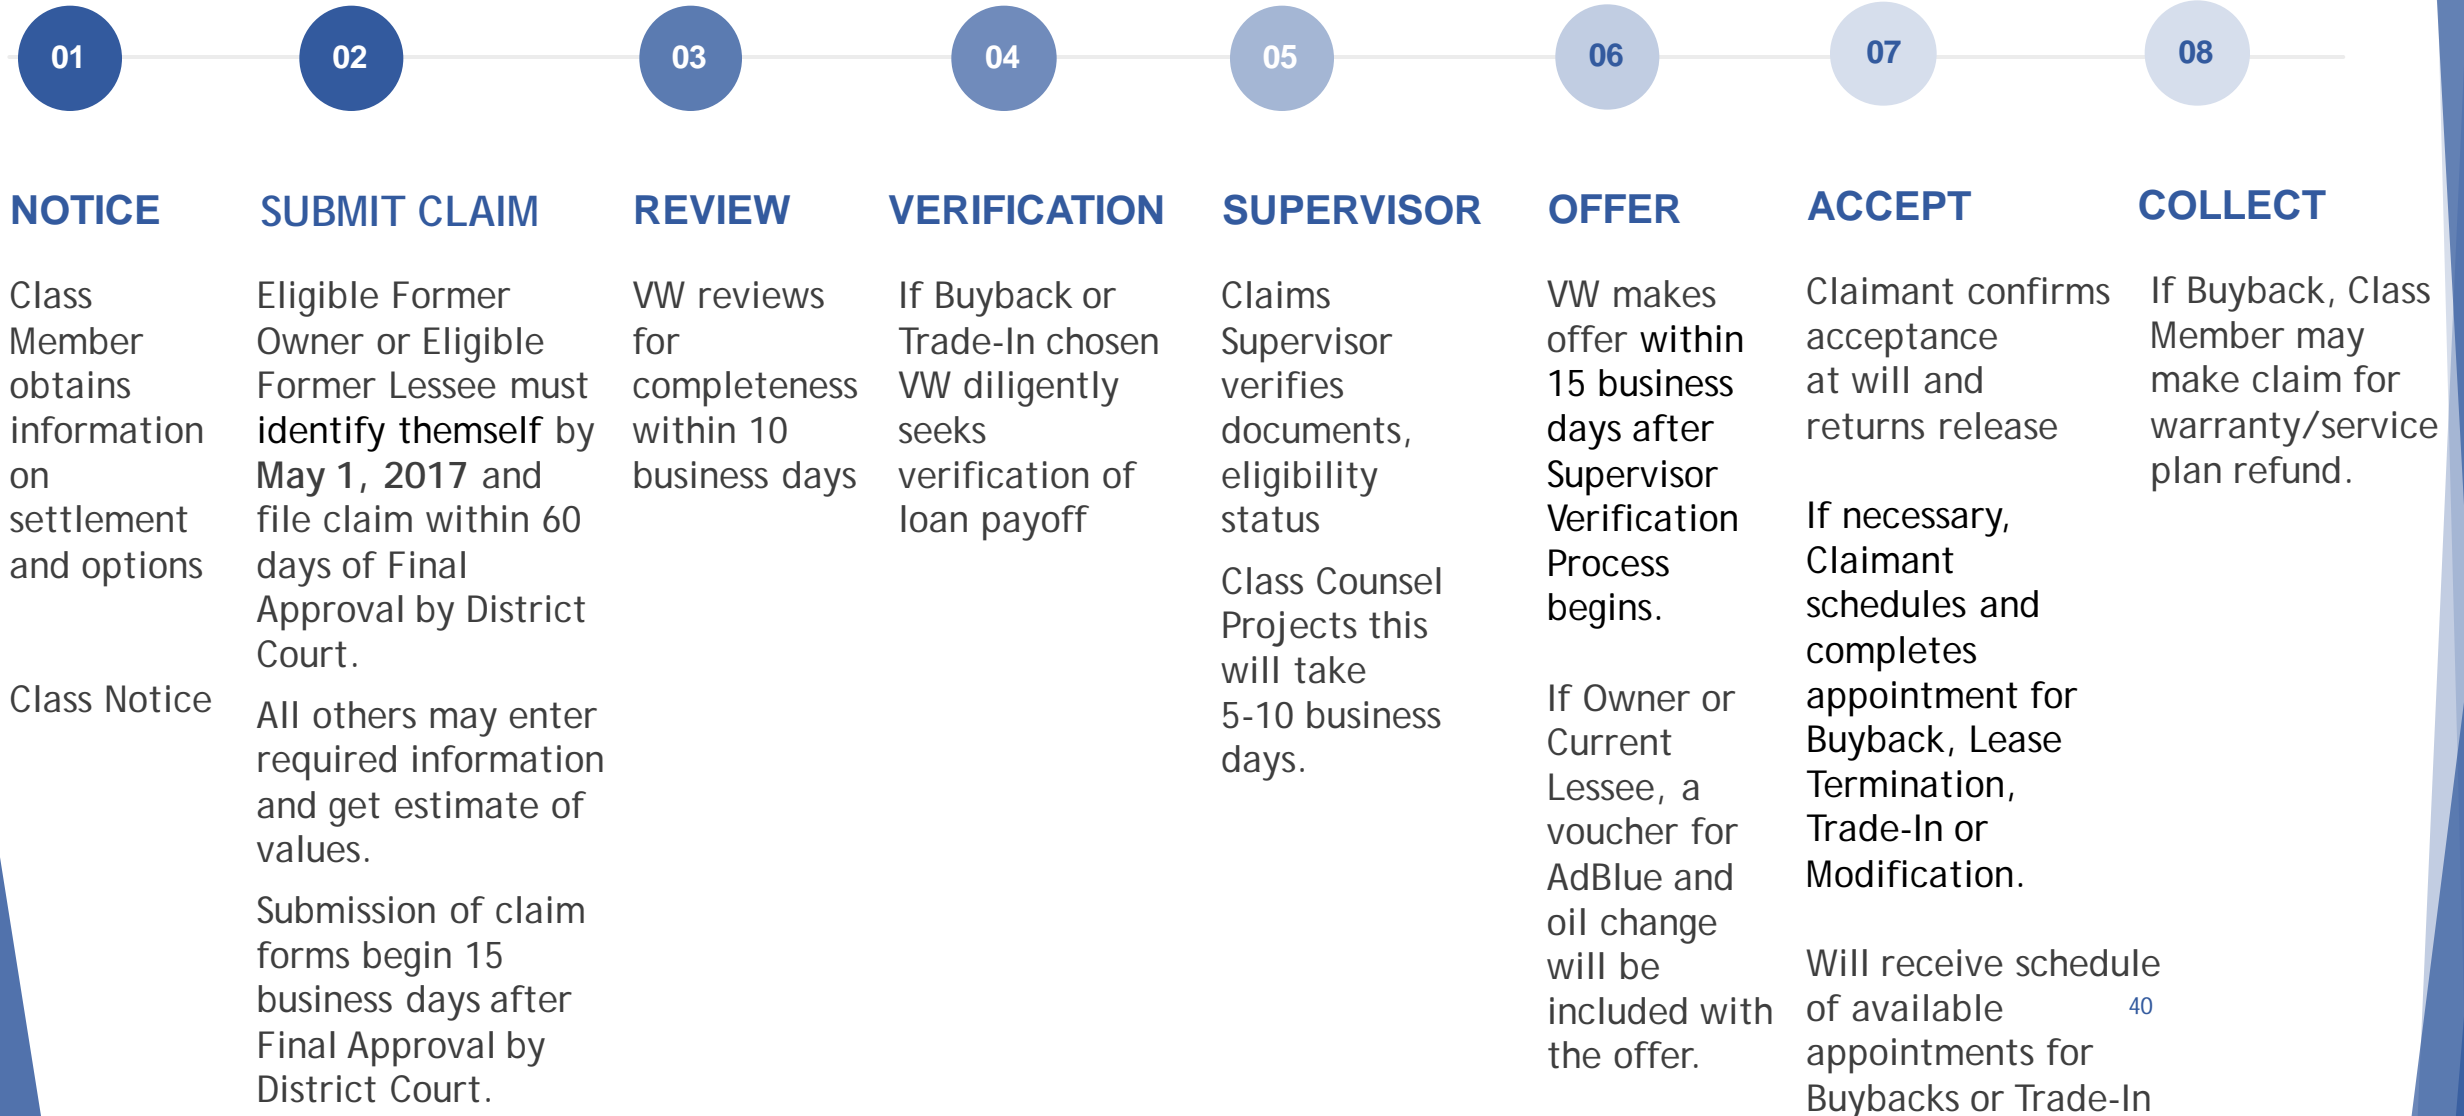 01
02
03
04
05
06
07
08
NOTICE
Class
Member
obtains
information
on
settlement
and options
Class Notice
SUBMIT CLAIM
Eligible Former
Owner or Eligible
Former Lessee must
identify themself by
May 1, 2017 and
file claim within 60
days of Final
Approval by District
Court.
All others may enter
required information
and get estimate of
values.
Submission of claim
forms begin 15
business days after
Final Approval by
District Court.
REVIEW
VW reviews
for
completeness
within 10
business days
VERIFICATION
If Buyback or
Trade-In chosen
VW diligently
seeks
verification of
loan payoff
SUPERVISOR
Claims
Supervisor
verifies
documents,
eligibility
status
Class Counsel
Projects this
will take
5-10 business
days.
OFFER
VW makes
offer within
15 business
days after
Supervisor
Verification
Process
begins.
If Owner or
Current
Lessee, a
voucher for
AdBlue and
oil change
will be
included with
the offer.
ACCEPT
Claimant confirms
acceptance
at will and
returns release
If necessary,
Claimant
schedules and
completes
appointment for
Buyback, Lease
Termination,
Trade-In or
Modification.
Will receive schedule
of available
appointments for
Buybacks or Trade-In
COLLECT
If Buyback, Class
Member may
make claim for
warranty/service
plan refund.
40